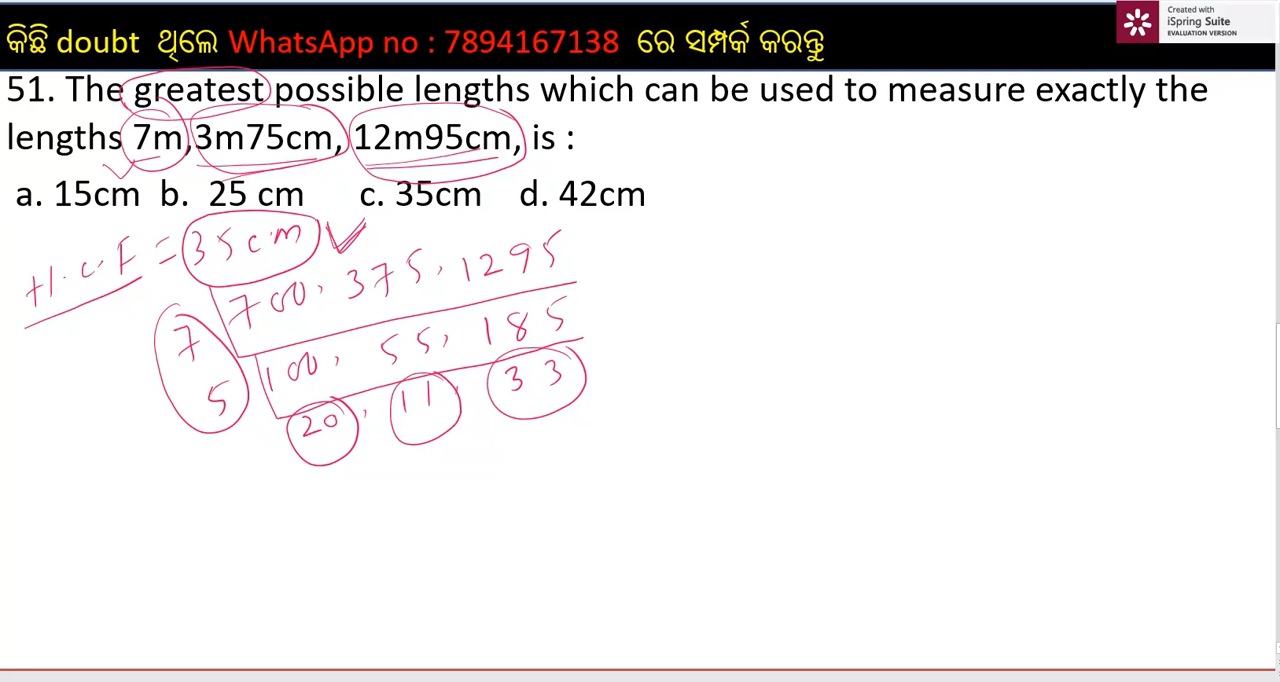 Created with
iSpring Suite
EVALUATION VERSION
କିଛି doubt ଥିଲେ WhatsApp no : 7894167138 ରେ ସମ୍ପର୍କ କରନ୍ତୁ
51. The greatest possible lengths which can be used to measure exactly the
lengths 7m,3m75cm, 12m95cm, is :
a. 15cm b. 25 cm c. 35cm d. 42cm
H.C.F = 35cm
7 700, 375, 1295
5 100, 55, 185
20, 11, 33